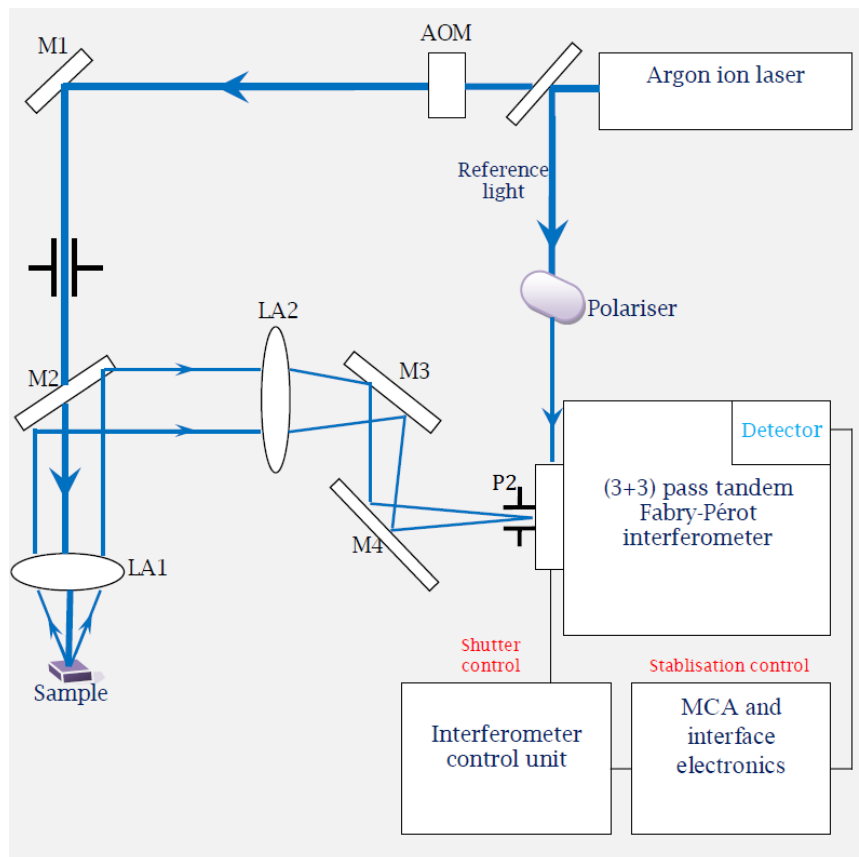 M1
AOM
Argon ion laser
Reference
light
Polariser
LA2
M2
M3
Detector
P2
(3+3) pass tandem
Fabry-Pérot
interferometer
M4
LA1
Sample
Shutter
control
Stablisation control
Interferometer
control unit
MCA and
interface
electronics